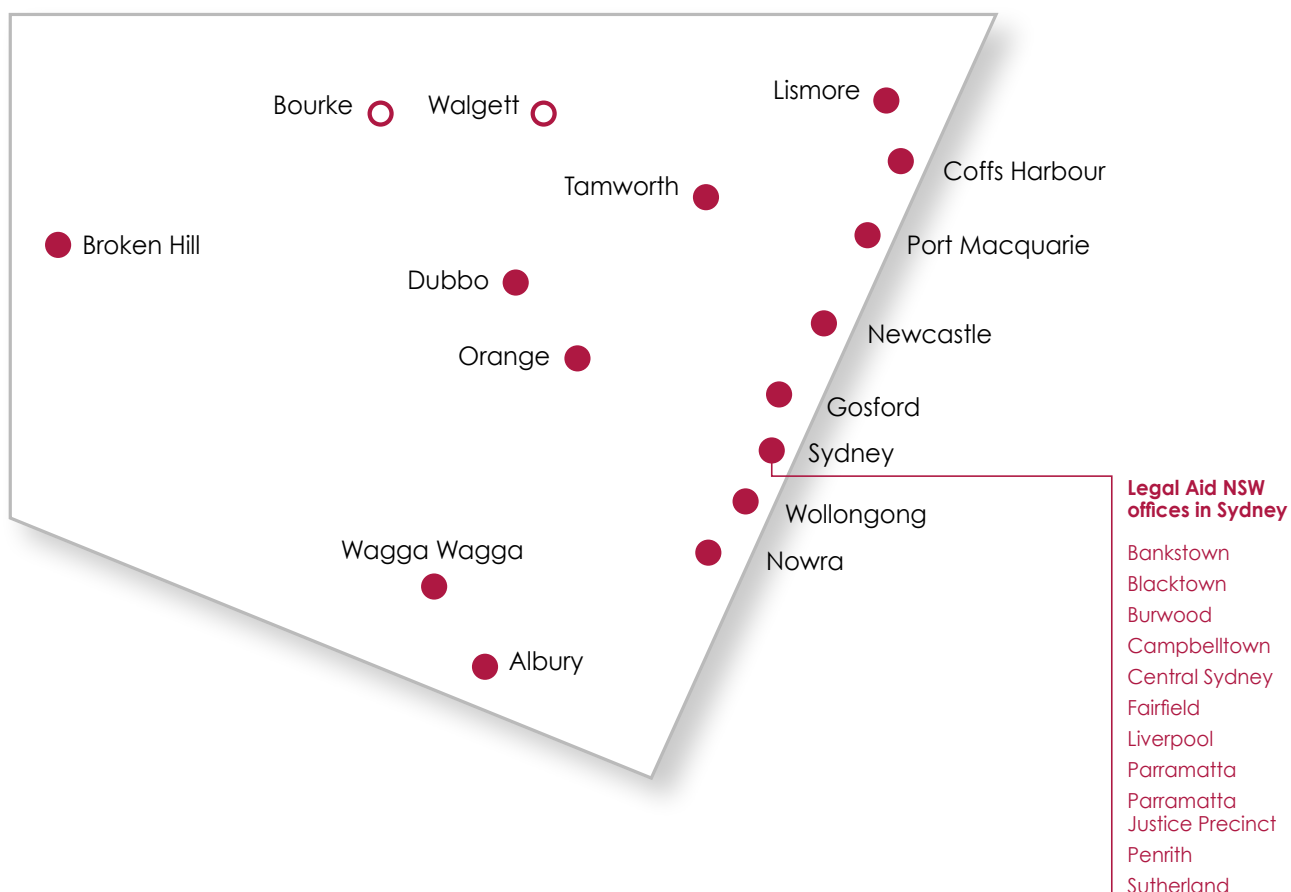 Lismore
Bourke
Walgett
Coffs Harbour
Tamworth
Broken Hill
Port Macquarie
Dubbo
Newcastle
Orange
Gosford
Sydney
Legal Aid NSW
offices in Sydney
Wollongong
Wagga Wagga
Nowra
Albury
Bankstown
Blacktown
Burwood
Campbelltown
Central Sydney
Fairfield
Liverpool
Parramatta
Parramatta
Justice Precinct
Penrith
Sutherland